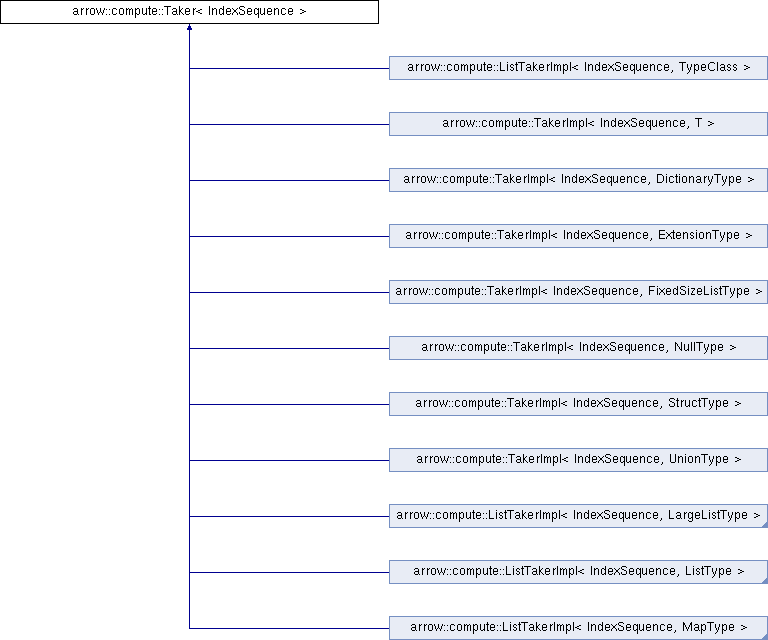 arrow::compute::Taker< IndexSequence >
arrow::compute::ListTakerImpl< IndexSequence, TypeClass >
arrow::compute::TakerImpl< IndexSequence, T >
arrow::compute::TakerImpl< IndexSequence, DictionaryType >
arrow::compute::TakerImpl< IndexSequence, ExtensionType >
arrow::compute::TakerImpl< IndexSequence, FixedSizeListType >
arrow::compute::TakerImpl< IndexSequence, NullType >
arrow::compute::TakerImpl< IndexSequence, StructType >
arrow::compute::TakerImpl< IndexSequence, UnionType >
arrow::compute::ListTakerImpl< IndexSequence, LargeListType >
arrow::compute::ListTakerImpl< IndexSequence, ListType >
arrow::compute::ListTakerImpl< IndexSequence, MapType >